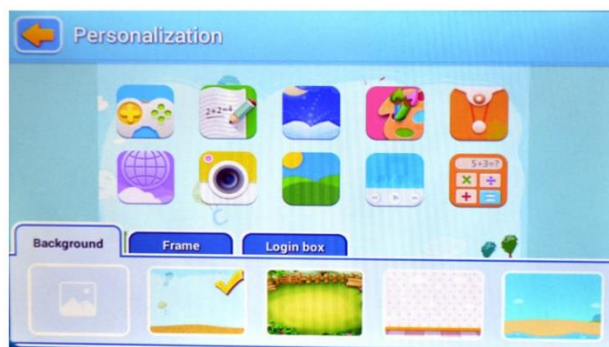 Personalization
2+2=4
5+3=?
Background
Frame
Login box